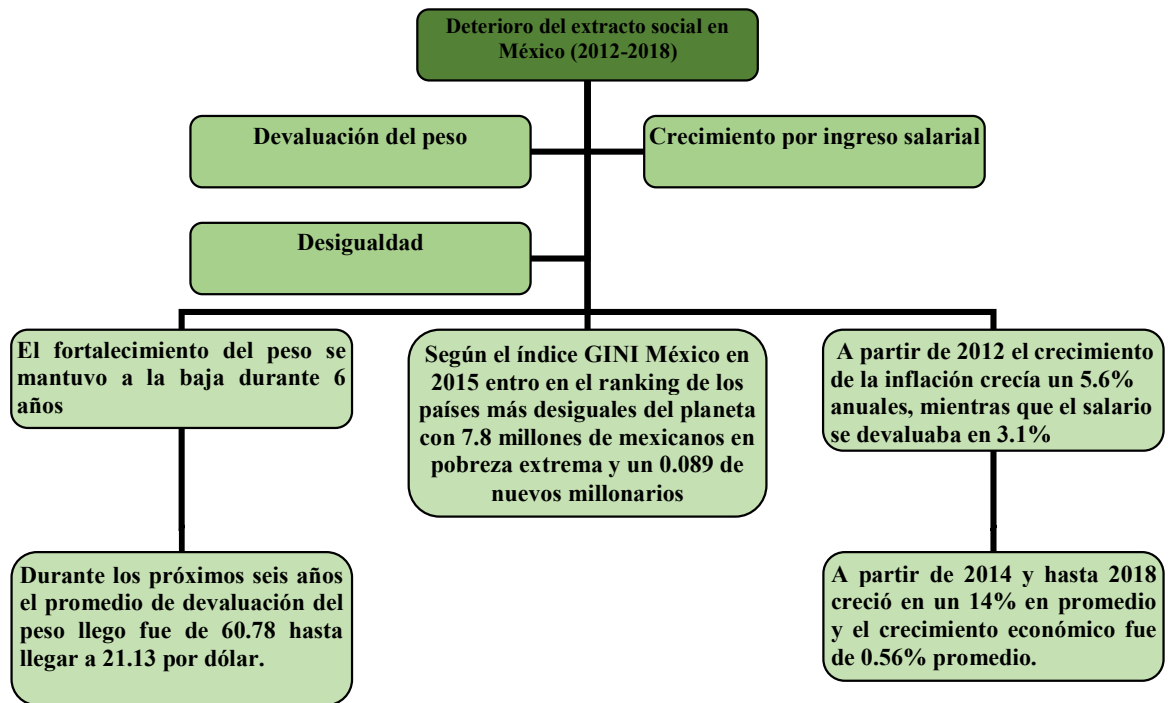 Deterioro del extracto social en
México (2012-2018)
Devaluación del peso
Crecimiento por ingreso salarial
Desigualdad
El fortalecimiento del peso se
mantuvo a la baja durante 6
años
Según el índice GINI México en
2015 entro en el ranking de los
países más desiguales del planeta
con 7.8 millones de mexicanos en
pobreza extrema y un 0.089 de
nuevos millonarios
A partir de 2012 el crecimiento
de la inflación crecía un 5.6%
anuales, mientras que el salario
se devaluaba en 3.1%
Durante los próximos seis años
el promedio de devaluación del
peso llego fue de 60.78 hasta
llegar a 21.13 por dólar.
A partir de 2014 y hasta 2018
creció en un 14% en promedio
y el crecimiento económico fue
de 0.56% promedio.